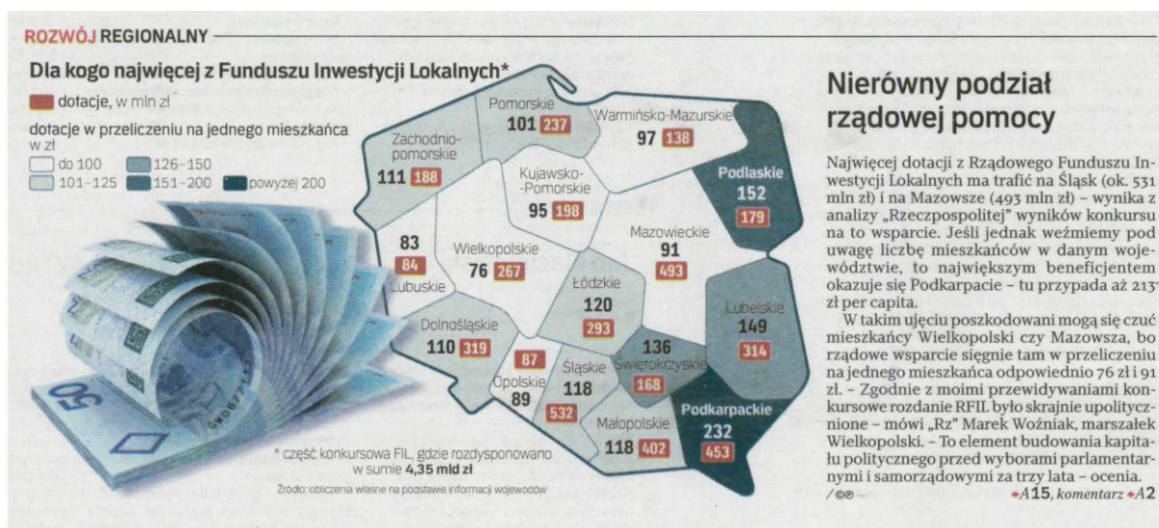 ROZWÓJ REGIONALNY
Dla kogo najwięcej z Funduszu Inwestycji Lokalnych*
dotacje, w mln zł
dotacje w przeliczeniu na jednego mieszkańca
w zł
do 100
126–150
101–125
151–200
powyżej 200
Pomorskie
101 237
Warmińsko-Mazurskie
97 138
Zachodnio-
pomorskie
111 188
Kujawsko-
-Pomorskie
95 198
Podlaskie
152
179
83
84
Lubuskie
Wielkopolskie
76 267
Mazowieckie
91
493
Łódzkie
120
293
Lubelskie
149
314
Dolnośląskie
110 319
87
Opolskie
89
Śląskie
118
532
136
Świętokrzyskie
168
Małopolskie
118 402
Podkarpackie
232
453
50
* część konkursowa FIL, gdzie rozdysponowano
w sumie 4,35 mld zł
Źródło: obliczenia własne na podstawie informacji wojewodów
Nierówny podział
rządowej pomocy
Najwięcej dotacji z Rządowego Funduszu In-
westycji Lokalnych ma trafić na Śląsk (ok. 531
mln zł) i na Mazowsze (493 mln zł) – wynika z
analizy „Rzeczpospolitej” wyników konkursu
na to wsparcie. Jeśli jednak weźmiemy pod
uwagę liczbę mieszkańców w danym woje-
wództwie, to największym beneficjentem
okazuje się Podkarpacie – tu przypada aż 213
zł per capita.
W takim ujęciu poszkodowani mogą się czuć
mieszkańcy Wielkopolski czy Mazowsza, bo
rządowe wsparcie sięgnie tam w przeliczeniu
na jednego mieszkańca odpowiednio 76 zł i 91
zł. – Zgodnie z moimi przewidywaniami kon-
kursowe rozdanie RFIL było skrajnie upolitycz-
nione – mówi „Rz” Marek Woźniak, marszałek
Wielkopolski. – To element budowania kapita-
łu politycznego przed wyborami parlamentar-
nymi i samorządowymi za trzy lata – ocenia.
/ ©℗
A15, komentarz A2